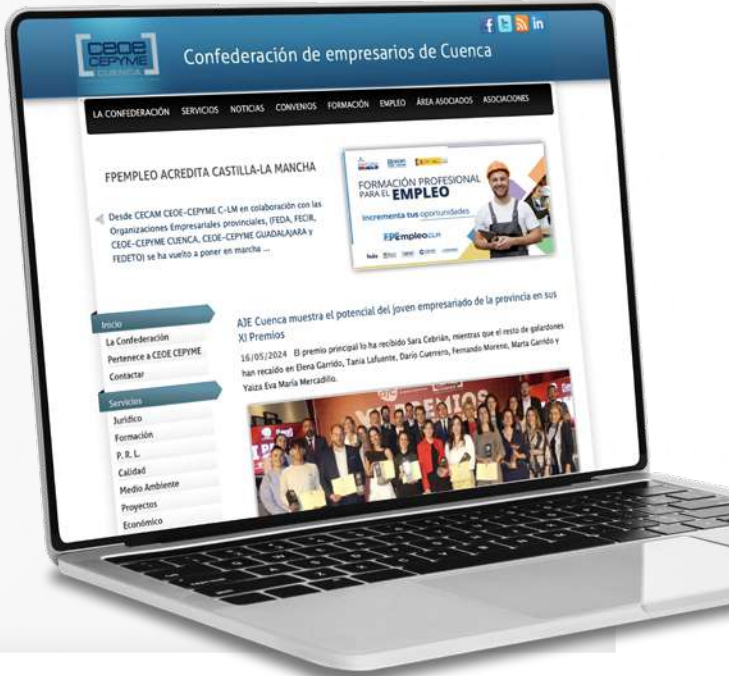 CEOE
CEPYME
CUENCA
Confederación de empresarios de Cuenca
LA CONFEDERACIÓN SERVICIOS NOTICIAS CONVENIOS FORMACIÓN EMPLEO ÁREA ASOCIADOS ASOCIACIONES
FPEMPLEO ACREDITA CASTILLA-LA MANCHA
Desde CECAM CEOE-CEPYME C-LM en colaboración con las
Organizaciones Empresariales provinciales, (FEDA, FECIR,
CEOE-CEPYME CUENCA, CEOE-CEPYME GUADALAJARA y
FEDETO) se ha vuelto a poner en marcha ...
FORMACIÓN PROFESIONAL
PARA EL EMPLEO
Incrementa tus oportunidades
FPEmpleoCLM
feda
Inicio
La Confederación
Pertenece a CEOE CEPYME
Contactar
Servicios
Jurídico
Formación
P. R. L.
Calidad
Medio Ambiente
Proyectos
Económico
AJE Cuenca muestra el potencial del joven empresariado de la provincia en sus
XI Premios
16/05/2024 El premio principal lo ha recibido Sara Cebrián, mientras que el resto de galardones
han recaído en Elena Garrido, Tania Lafuente, Darío Guerrero, Fernando Moreno, Marta Garrido y
Yaiza Eva María Mercadillo.
PREMIOS